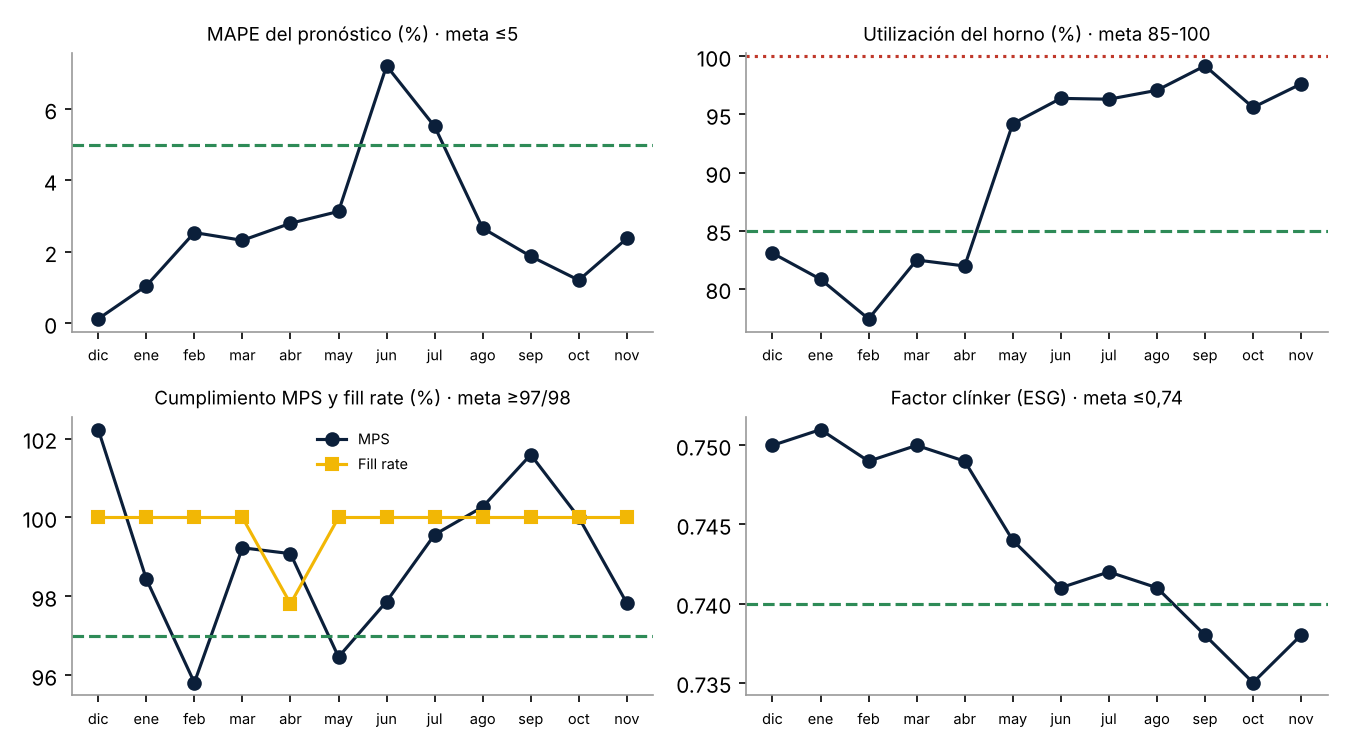 MAPE del pronóstico (%) · meta ≤5
6
4
2
0
dic ene feb mar abr may jun jul ago sep oct nov
Utilización del horno (%) · meta 85-100
100
95
90
85
80
dic ene feb mar abr may jun jul ago sep oct nov
Cumplimiento MPS y fill rate (%) · meta ≥97/98
MPS
Fill rate
102
100
98
96
dic ene feb mar abr may jun jul ago sep oct nov
Factor clínker (ESG) · meta ≤0,74
0.750
0.745
0.740
0.735
dic ene feb mar abr may jun jul ago sep oct nov